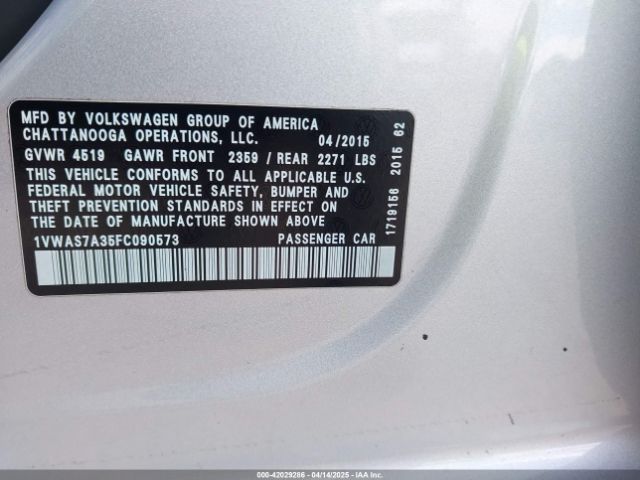 MFD BY VOLKSWAGEN GROUP OF AMERICA
CHATTANOOGA OPERATIONS, LLC. 04/2015
GVWR 4519 GAWR FRONT 2359 / REAR 2271 LBS
THIS VEHICLE CONFORMS TO ALL APPLICABLE U.S.
FEDERAL MOTOR VEHICLE SAFETY, BUMPER AND
THEFT PREVENTION STANDARDS IN EFFECT ON
THE DATE OF MANUFACTURE SHOWN ABOVE
1VWAS7A35FC090573 PASSENGER CAR
1719156 2015 62
000-42029286 - 04/14/2025 - IAA Inc.